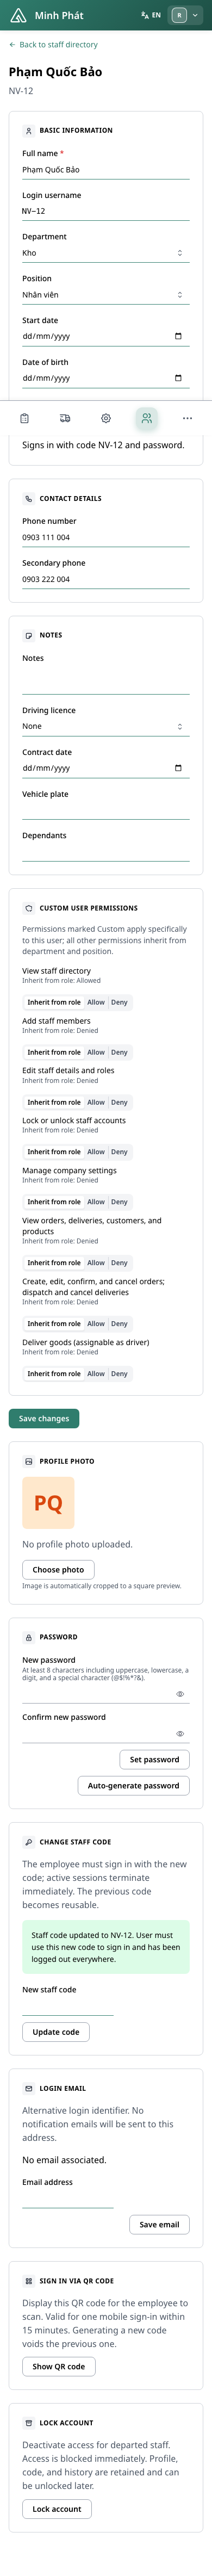 Minh Phát
EN
R
Back to staff directory
Phạm Quốc Bảo
NV-12
BASIC INFORMATION
Full name *
Phạm Quốc Bảo
Login username
NV-12
Department
Kho
Position
Nhân viên
Start date
dd/mm/yyyy
Date of birth
dd/mm/yyyy
Signs in with code NV-12 and password.
CONTACT DETAILS
Phone number
0903 111 004
Secondary phone
0903 222 004
NOTES
Notes
Driving licence
None
Contract date
dd/mm/yyyy
Vehicle plate
Dependants
CUSTOM USER PERMISSIONS
Permissions marked Custom apply specifically
to this user; all other permissions inherit from
department and position.
View staff directory
Inherit from role: Allowed
Inherit from role Allow Deny
Add staff members
Inherit from role: Denied
Inherit from role Allow Deny
Edit staff details and roles
Inherit from role: Denied
Inherit from role Allow Deny
Lock or unlock staff accounts
Inherit from role: Denied
Inherit from role Allow Deny
Manage company settings
Inherit from role: Denied
Inherit from role Allow Deny
View orders, deliveries, customers, and
products
Inherit from role: Denied
Inherit from role Allow Deny
Create, edit, confirm, and cancel orders;
dispatch and cancel deliveries
Inherit from role: Denied
Inherit from role Allow Deny
Deliver goods (assignable as driver)
Inherit from role: Denied
Inherit from role Allow Deny
Save changes
PROFILE PHOTO
PQ
No profile photo uploaded.
Choose photo
Image is automatically cropped to a square preview.
PASSWORD
New password
At least 8 characters including uppercase, lowercase, a
digit, and a special character (@$!%*?&).
Confirm new password
Set password
Auto-generate password
CHANGE STAFF CODE
The employee must sign in with the new
code; active sessions terminate
immediately. The previous code
becomes reusable.
Staff code updated to NV-12. User must
use this new code to sign in and has been
logged out everywhere.
New staff code
Update code
LOGIN EMAIL
Alternative login identifier. No
notification emails will be sent to this
address.
No email associated.
Email address
Save email
SIGN IN VIA QR CODE
Display this QR code for the employee to
scan. Valid for one mobile sign-in within
15 minutes. Generating a new code
voids the previous one.
Show QR code
LOCK ACCOUNT
Deactivate access for departed staff.
Access is blocked immediately. Profile,
code, and history are retained and can
be unlocked later.
Lock account